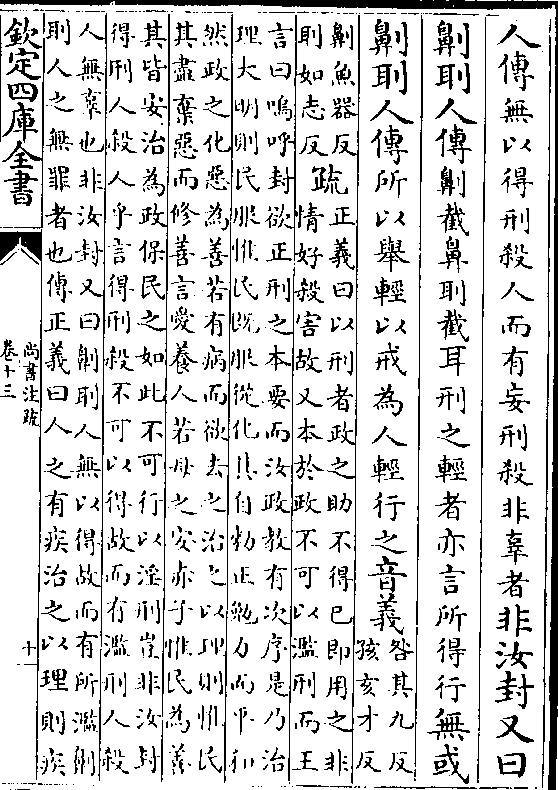 人傳無以得刑殺人而有妄刑殺非辜者非汝封又曰
劓刵人傳劓截鼻刵截耳刑之輕者亦言所得行無或
劓刵人傳所以舉輕以戒為人輕行之音義咎其九反
孩亥才反
劓魚器反
刵如志反疏正義曰以刑者政之助不得已即用之非
情好殺害故又本於政不可以濫刑而王
言曰嗚呼封欲正刑之本要而汝政教有次序是乃治
理大明則民服惟民既服從化其自勑正勉力而平和
然政之化惡為善若有病而欲去之治之以理則惟民
其盡棄惡而修善言愛養人若母之安赤子惟民為善
其皆安治為政保民之如此不可行以淫刑豈非汝封
得刑人殺人乎言得刑殺不可以得故而有濫刑人殺
人無辜也非汝封又曰劓刵人無以得故而有所濫劓
刵人之無罪者也傳正義曰人之有疾治之以理則疾
欽定四庫全書
尚書注疏
卷十三
十一